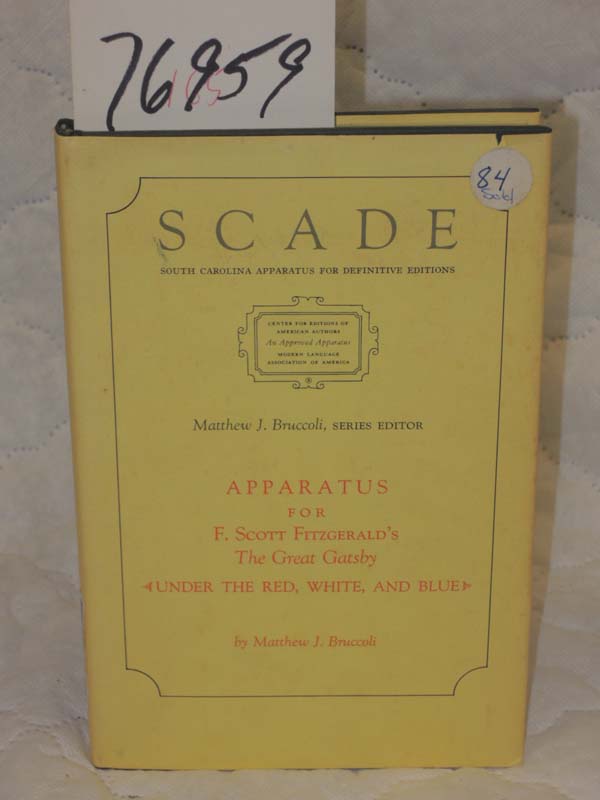 76959
185
84
Sold
SCADE
SOUTH CAROLINA APPARATUS FOR DEFINITIVE EDITIONS
CENTER FOR EDITIONS OF
AMERICAN AUTHORS
An Approved Apparatus
MODERN LANGUAGE
ASSOCIATION OF AMERICA
Matthew J. Bruccoli, SERIES EDITOR
APPARATUS
FOR
F. SCOTT FITZGERALD'S
The Great Gatsby
UNDER THE RED, WHITE, AND BLUE
by Matthew J. Bruccoli